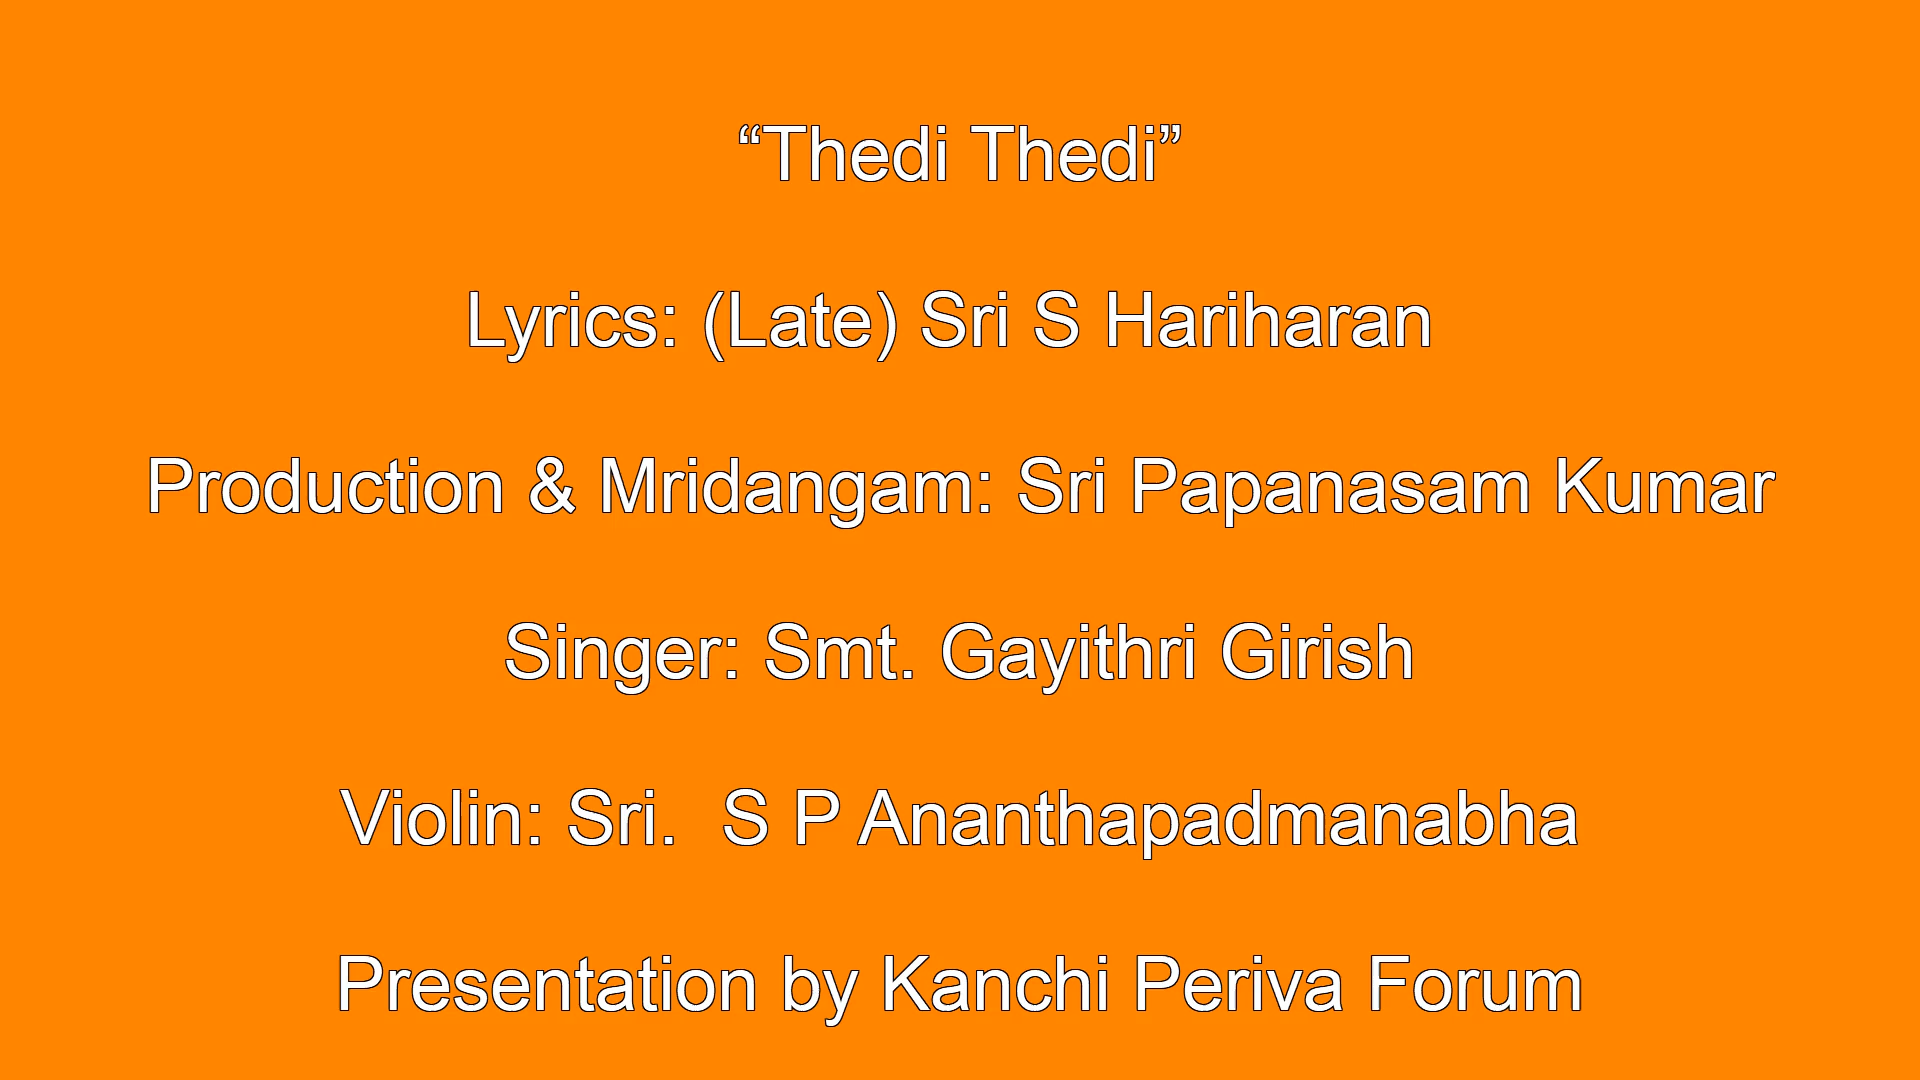 “Thedi Thedi”
Lyrics: (Late) Sri S Hariharan
Production & Mridangam: Sri Papanasam Kumar
Singer: Smt. Gayithri Girish
Violin: Sri.  S P Ananthapadmanabha
Presentation by Kanchi Periva Forum